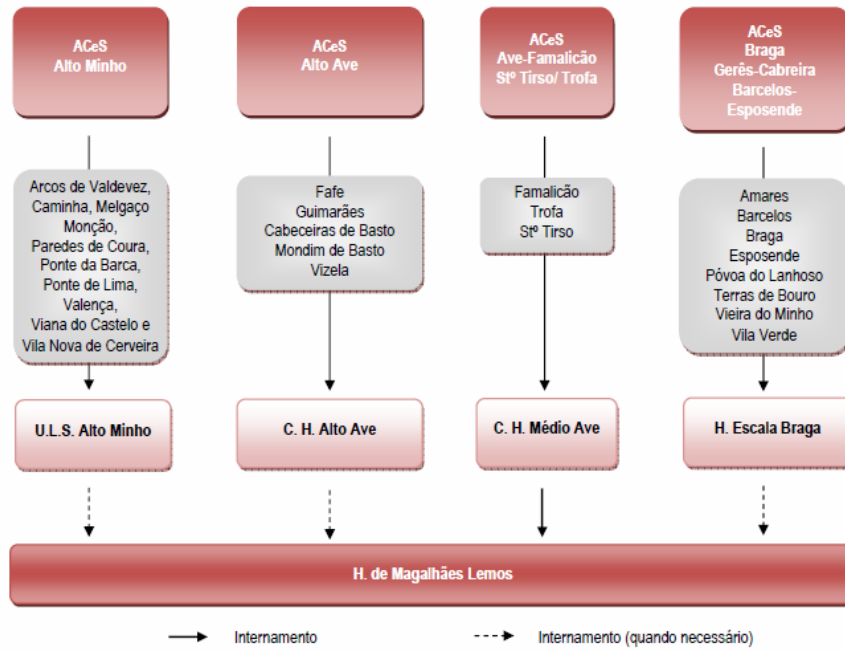 ACeS
Alto Minho
ACeS
Alto Ave
ACeS
Ave-Famalicão
Stº Tirso/ Trofa
ACeS
Braga
Gerês-Cabreira
Barcelos-
Esposende
Arcos de Valdevez,
Caminha, Melgaço
Monção,
Paredes de Coura,
Ponte da Barca,
Ponte de Lima,
Valença,
Viana do Castelo e
Vila Nova de Cerveira
Fafe
Guimarães
Cabeceiras de Basto
Mondim de Basto
Vizela
Famalicão
Trofa
Stº Tirso
Amares
Barcelos
Braga
Esposende
Póvoa do Lanhoso
Terras de Bouro
Vieira do Minho
Vila Verde
U.L.S. Alto Minho
C. H. Alto Ave
C. H. Médio Ave
H. Escala Braga
H. de Magalhães Lemos
Internamento
Internamento (quando necessário)